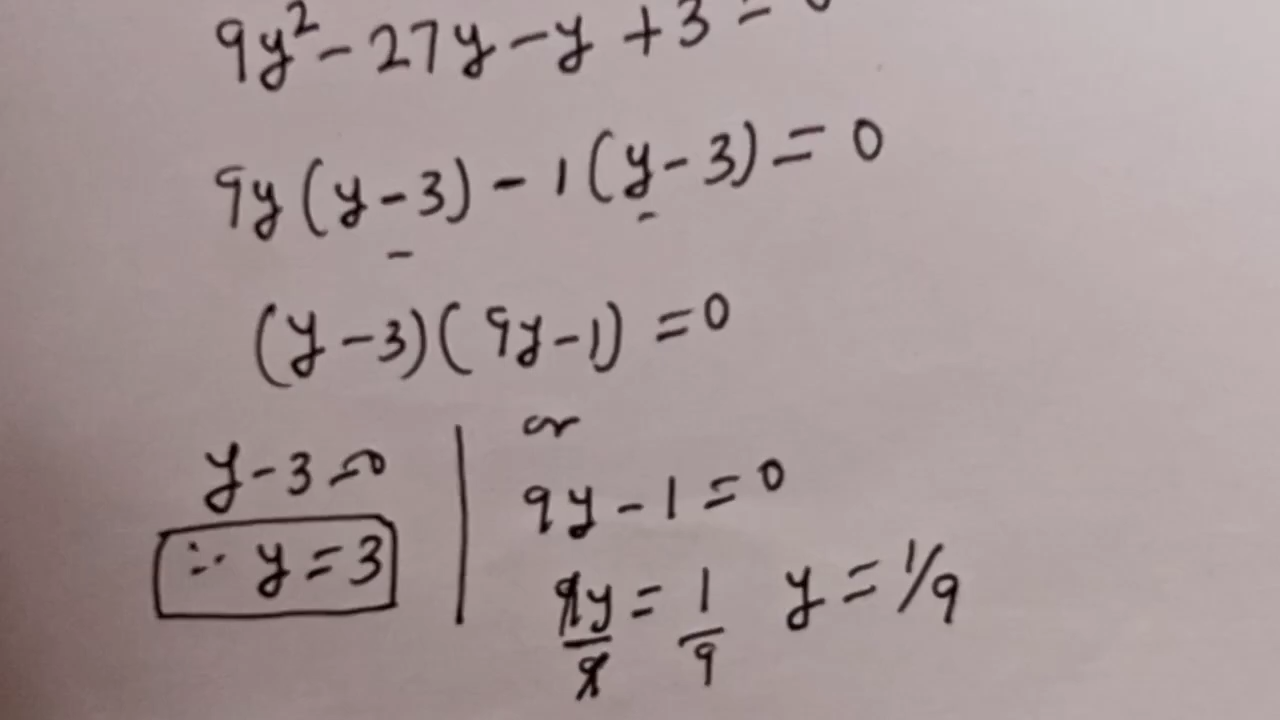 9y² - 27y - y + 3 = 0
9y (y - 3) - 1 (y - 3) = 0
(y - 3) (9y - 1) = 0
y - 3 = 0
∴ y = 3
or
9y - 1 = 0
9y/9 = 1/9 y = 1/9